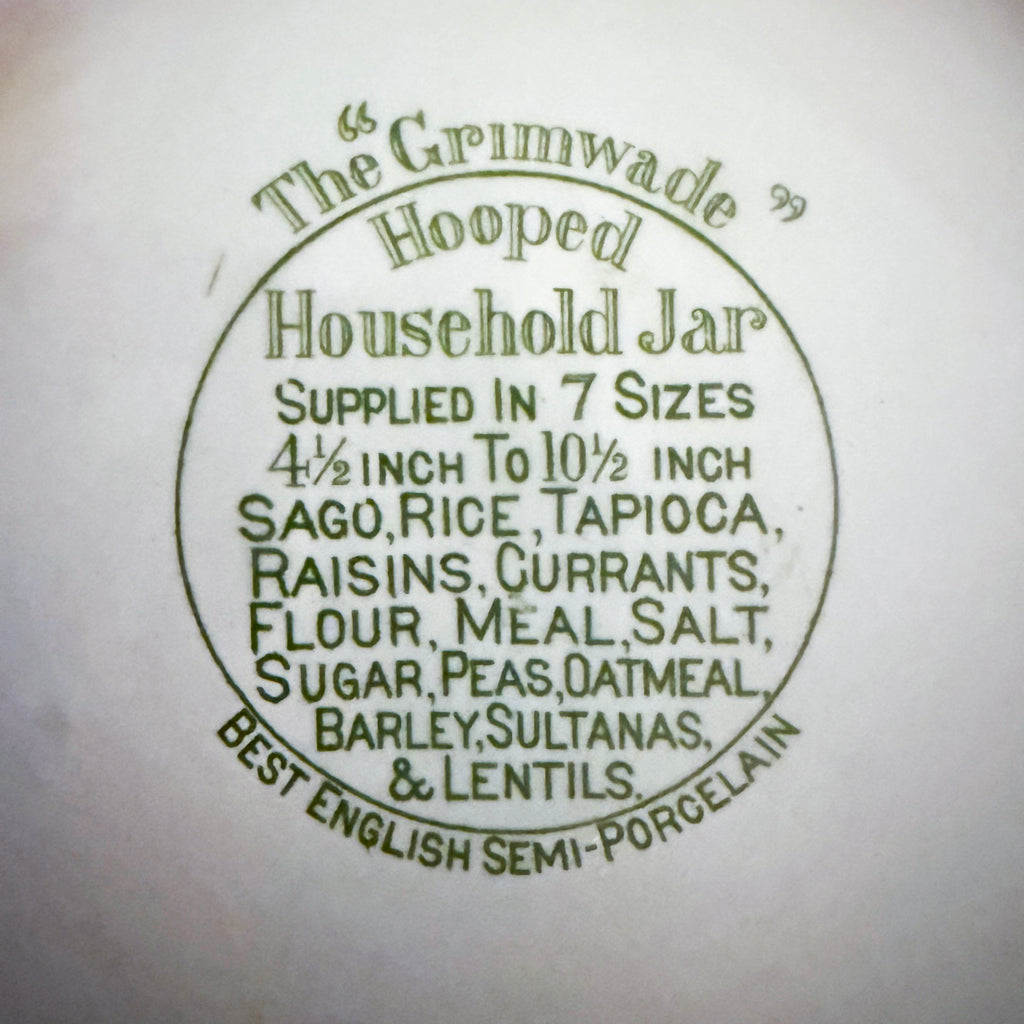 The “Grimwade”
Hooped
Household Jar
SUPPLIED IN 7 SIZES
4½ INCH TO 10½ INCH
SAGO, RICE, TAPIOCA,
RAISINS, CURRANTS,
FLOUR, MEAL, SALT,
SUGAR, PEAS, OATMEAL,
BARLEY, SULTANAS,
& LENTILS.
BEST ENGLISH SEMI-PORCELAIN